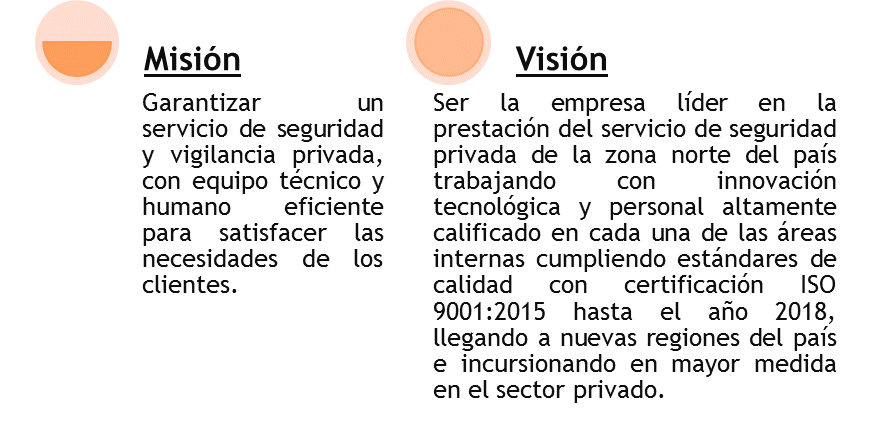 Misión
Garantizar un
servicio de seguridad
y vigilancia privada,
con equipo técnico y
humano eficiente
para satisfacer las
necesidades de los
clientes.
Visión
Ser la empresa líder en la
prestación del servicio de seguridad
privada de la zona norte del país
trabajando con innovación
tecnológica y personal altamente
calificado en cada una de las áreas
internas cumpliendo estándares de
calidad con certificación ISO
9001:2015 hasta el año 2018,
llegando a nuevas regiones del país
e incursionando en mayor medida
en el sector privado.